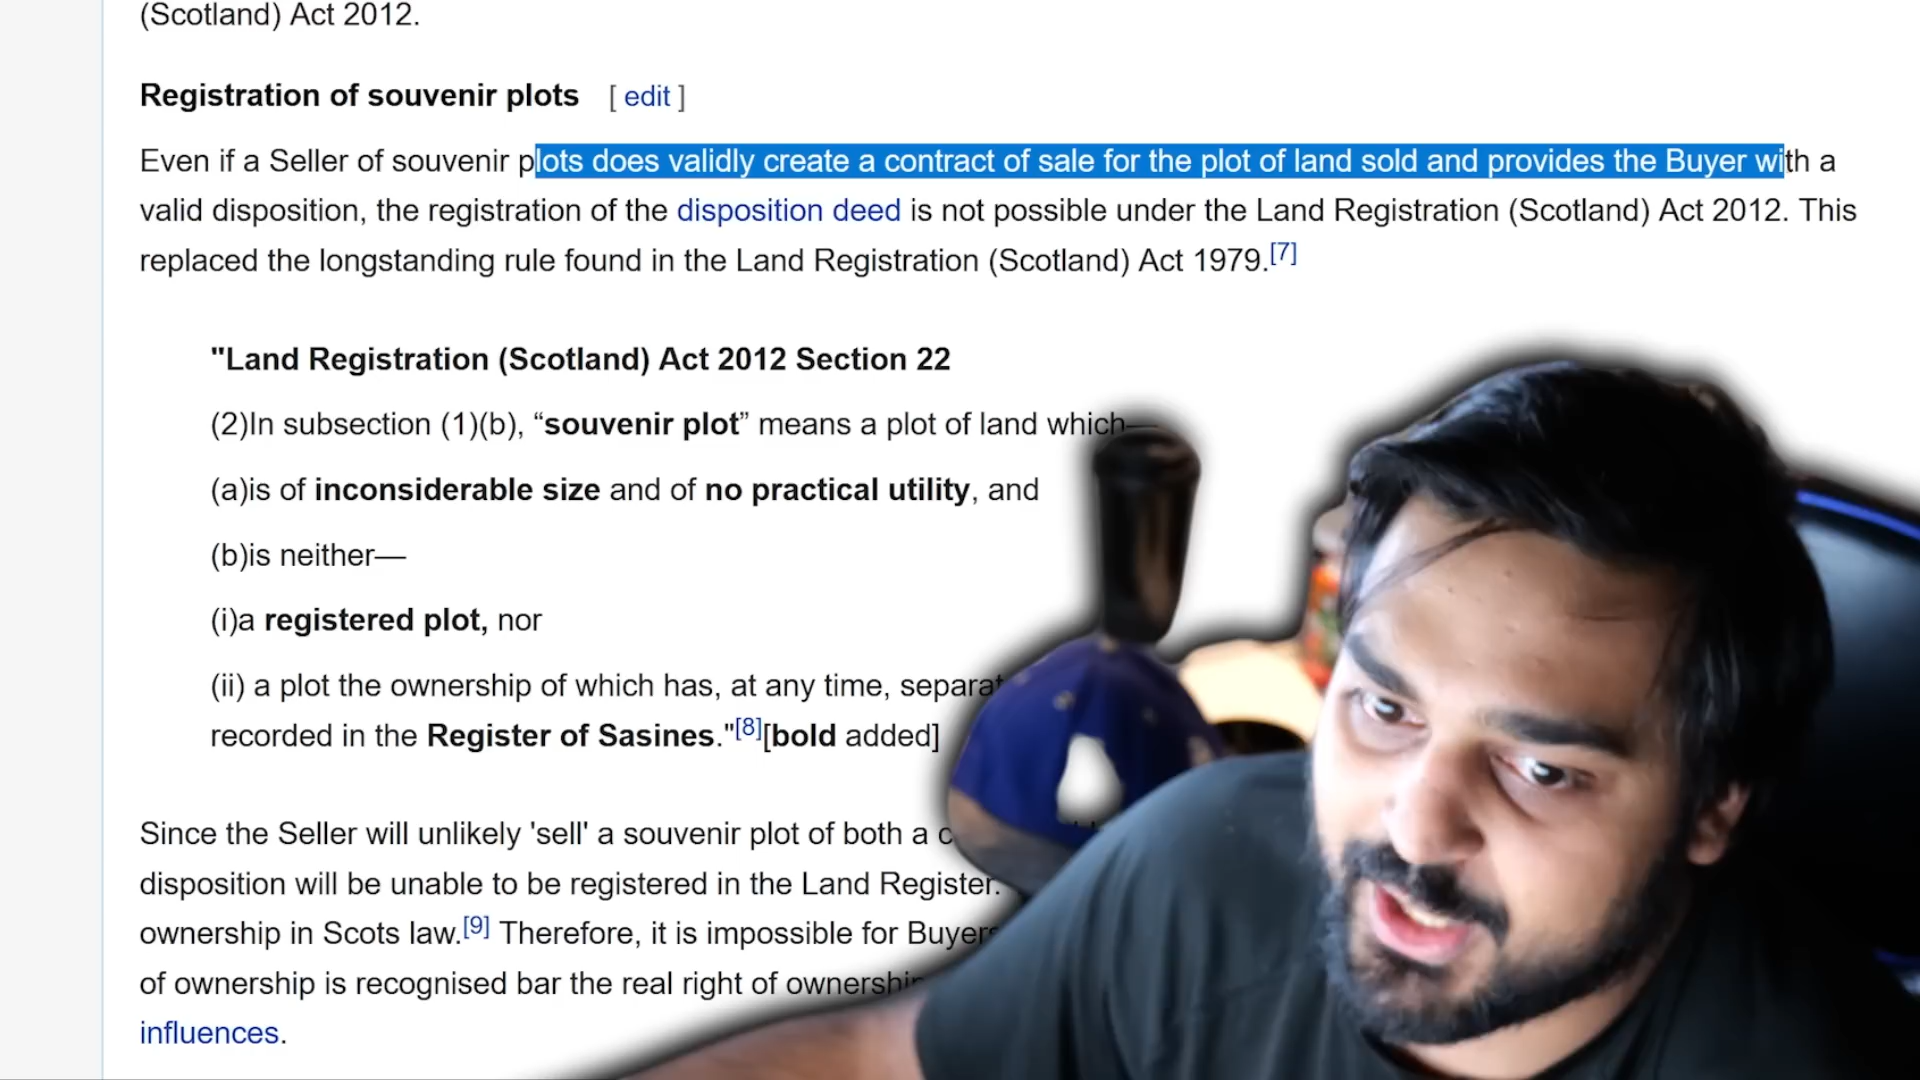 (Scotland) Act 2012.
Registration of souvenir plots [ edit ]
Even if a Seller of souvenir plots does validly create a contract of sale for the plot of land sold and provides the Buyer with a
valid disposition, the registration of the disposition deed is not possible under the Land Registration (Scotland) Act 2012. This
replaced the longstanding rule found in the Land Registration (Scotland) Act 1979.[7]
"Land Registration (Scotland) Act 2012 Section 22
(2)In subsection (1)(b), “souvenir plot” means a plot of land which—
(a)is of inconsiderable size and of no practical utility, and
(b)is neither—
(i)a registered plot, nor
(ii) a plot the ownership of which has, at any time,
recorded in the Register of Sasines."[8][bold added]
Since the Seller will unlikely 'sell' a souvenir plot of both a
disposition will be unable to be registered in the Land Register.
ownership in Scots law.[9] Therefore, it is impossible for Buyers
of ownership is recognised bar the real right of ownership
influences.